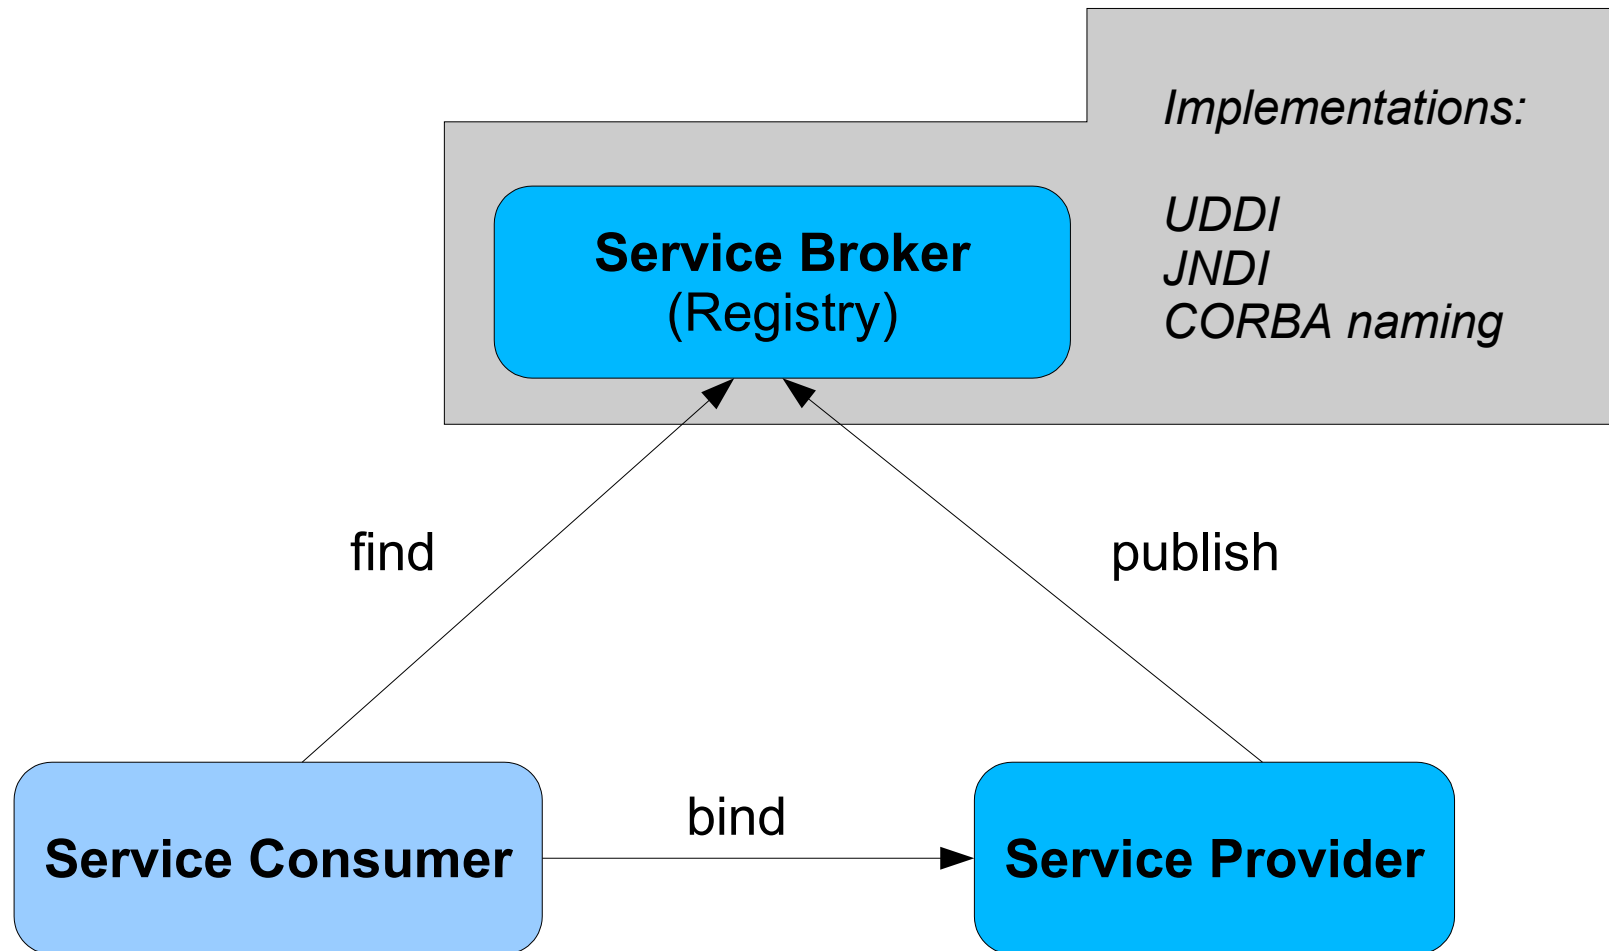 Implementations:
UDDI
JNDI
CORBA naming
Service Broker
(Registry)
find
publish
bind
Service Consumer
Service Provider